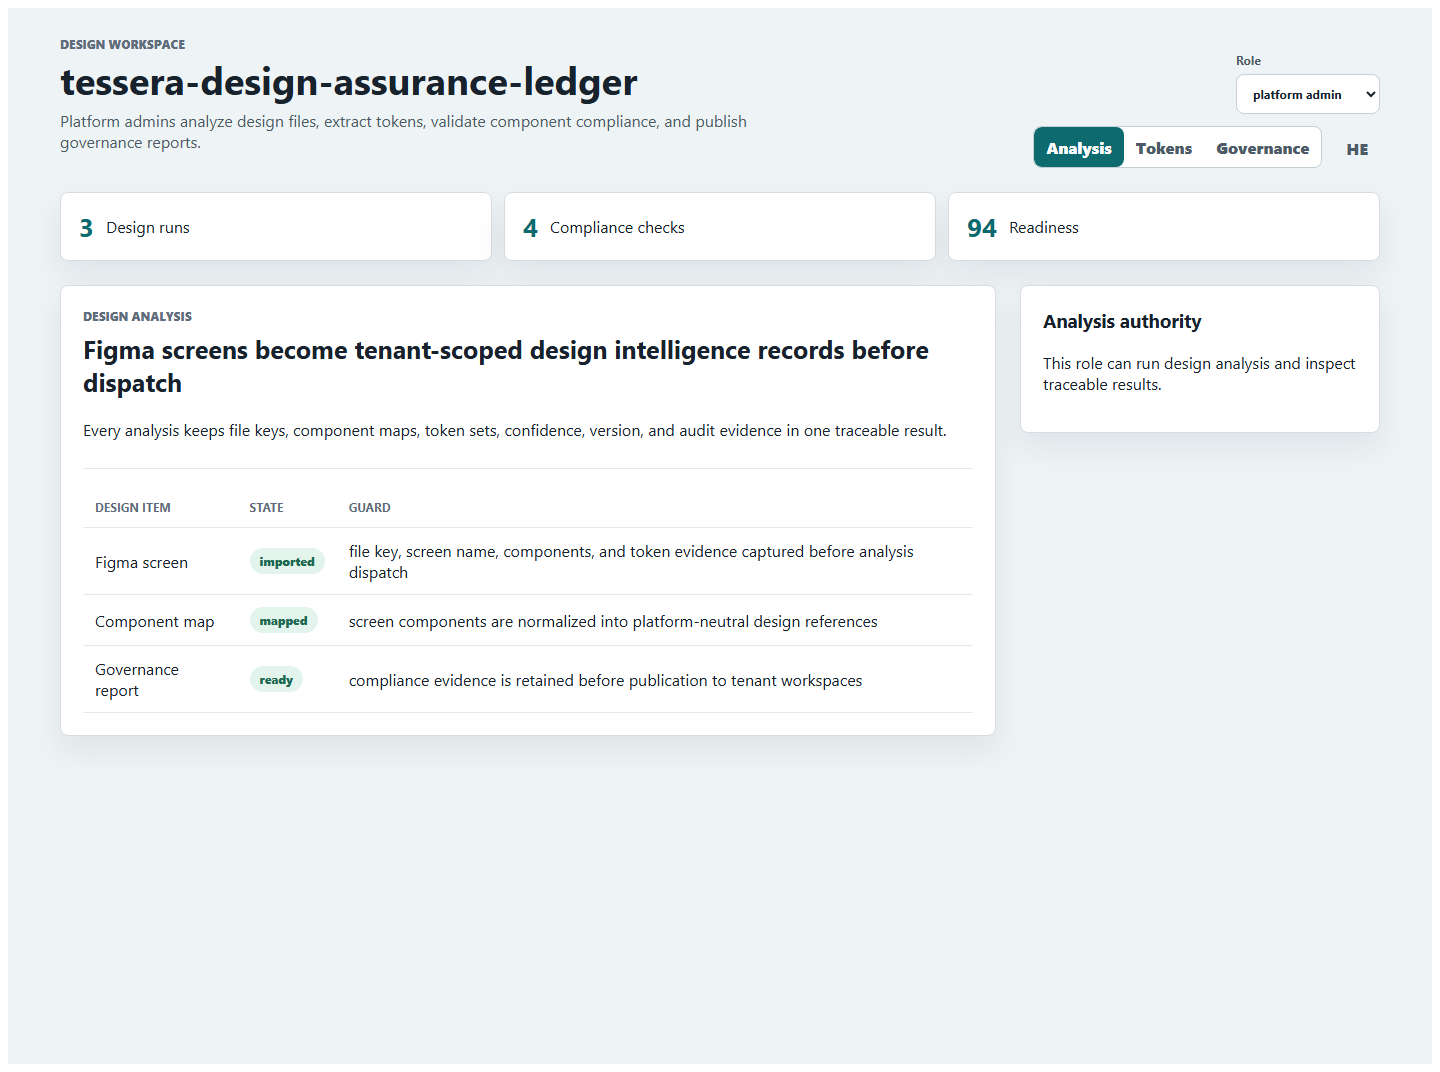 DESIGN WORKSPACE
tessera-design-assurance-ledger
Platform admins analyze design files, extract tokens, validate component compliance, and publish
governance reports.
Role
platform admin
Analysis Tokens Governance HE
3 Design runs
4 Compliance checks
94 Readiness
DESIGN ANALYSIS
Figma screens become tenant-scoped design intelligence records before
dispatch
Every analysis keeps file keys, component maps, token sets, confidence, version, and audit evidence in one traceable result.
DESIGN ITEM STATE GUARD
Figma screen imported file key, screen name, components, and token evidence captured before analysis
dispatch
Component map mapped screen components are normalized into platform-neutral design references
Governance
report ready compliance evidence is retained before publication to tenant workspaces
Analysis authority
This role can run design analysis and inspect
traceable results.